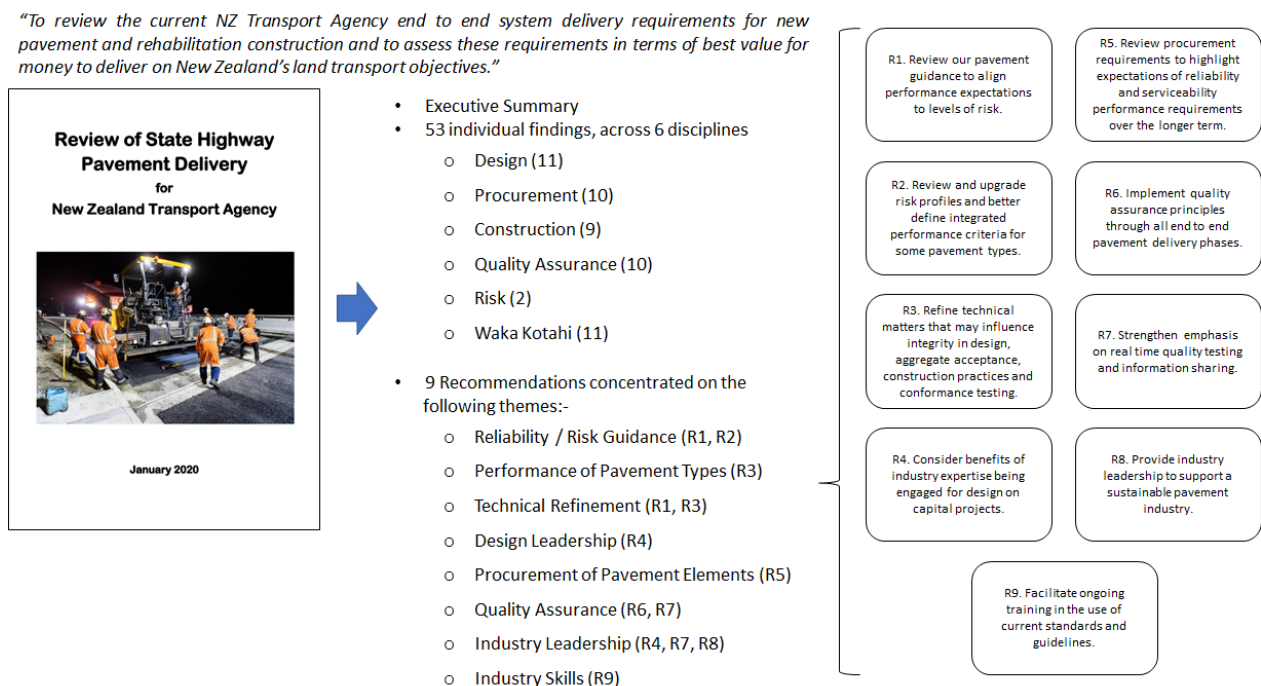 “To review the current NZ Transport Agency end to end system delivery requirements for new
pavement and rehabilitation construction and to assess these requirements in terms of best value for
money to deliver on New Zealand’s land transport objectives.”
Review of State Highway
Pavement Delivery
for
New Zealand Transport Agency
January 2020
• Executive Summary
• 53 individual findings, across 6 disciplines
o Design (11)
o Procurement (10)
o Construction (9)
o Quality Assurance (10)
o Risk (2)
o Waka Kotahi (11)
• 9 Recommendations concentrated on the
following themes:-
o Reliability / Risk Guidance (R1, R2)
o Performance of Pavement Types (R3)
o Technical Refinement (R1, R3)
o Design Leadership (R4)
o Procurement of Pavement Elements (R5)
o Quality Assurance (R6, R7)
o Industry Leadership (R4, R7, R8)
o Industry Skills (R9)
R1. Review our pavement
guidance to align
performance expectations
to levels of risk.
R2. Review and upgrade
risk profiles and better
define integrated
performance criteria for
some pavement types.
R3. Refine technical
matters that may influence
integrity in design,
aggregate acceptance,
construction practices and
conformance testing.
R4. Consider benefits of
industry expertise being
engaged for design on
capital projects.
R5. Review procurement
requirements to highlight
expectations of reliability
and serviceability
performance requirements
over the longer term.
R6. Implement quality
assurance principles
through all end to end
pavement delivery phases.
R7. Strengthen emphasis
on real time quality testing
and information sharing.
R8. Provide industry
leadership to support a
sustainable pavement
industry.
R9. Facilitate ongoing
training in the use of
current standards and
guidelines.